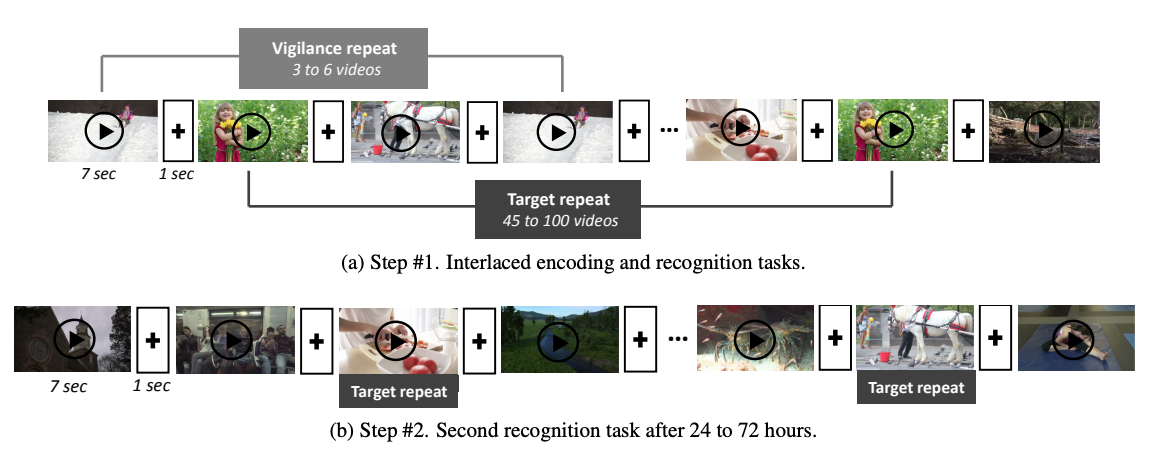 Vigilance repeat
3 to 6 videos
7 sec
1 sec
...
Target repeat
45 to 100 videos
(a) Step #1. Interlaced encoding and recognition tasks.
...
7 sec
1 sec
Target repeat
Target repeat
(b) Step #2. Second recognition task after 24 to 72 hours.